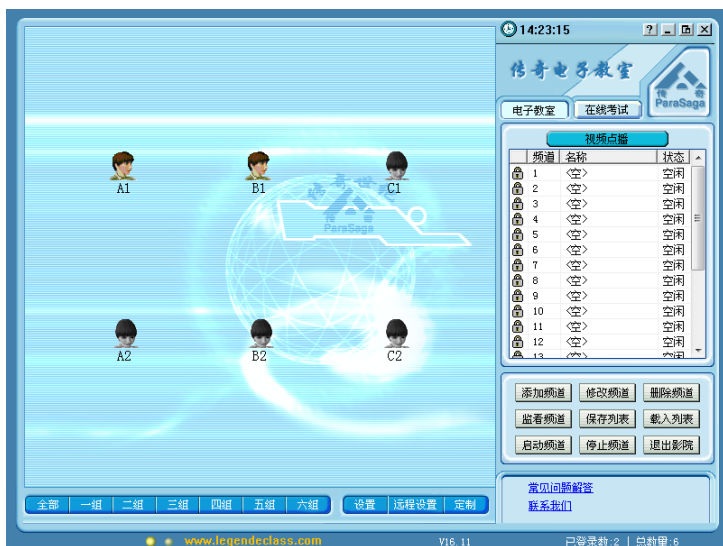 14:23:15
传奇电子教室
传 奇
ParaSaga
电子教室 在线考试
视频点播
频道 名称 状态
1 <空> 空闲
2 <空> 空闲
3 <空> 空闲
4 <空> 空闲
5 <空> 空闲
6 <空> 空闲
7 <空> 空闲
8 <空> 空闲
9 <空> 空闲
10 <空> 空闲
11 <空> 空闲
12 <空> 空闲
13 <空> 空闲
A1 B1 C1
ParaSaga
A2 B2 C2
添加频道 修改频道 删除频道
监看频道 保存列表 载入列表
启动频道 停止频道 退出影院
常见问题解答
联系我们
全部 一组 二组 三组 四组 五组 六组 设置 远程设置 定制
www.legendeclass.com V16.11 已登录数:2 | 总数量:6